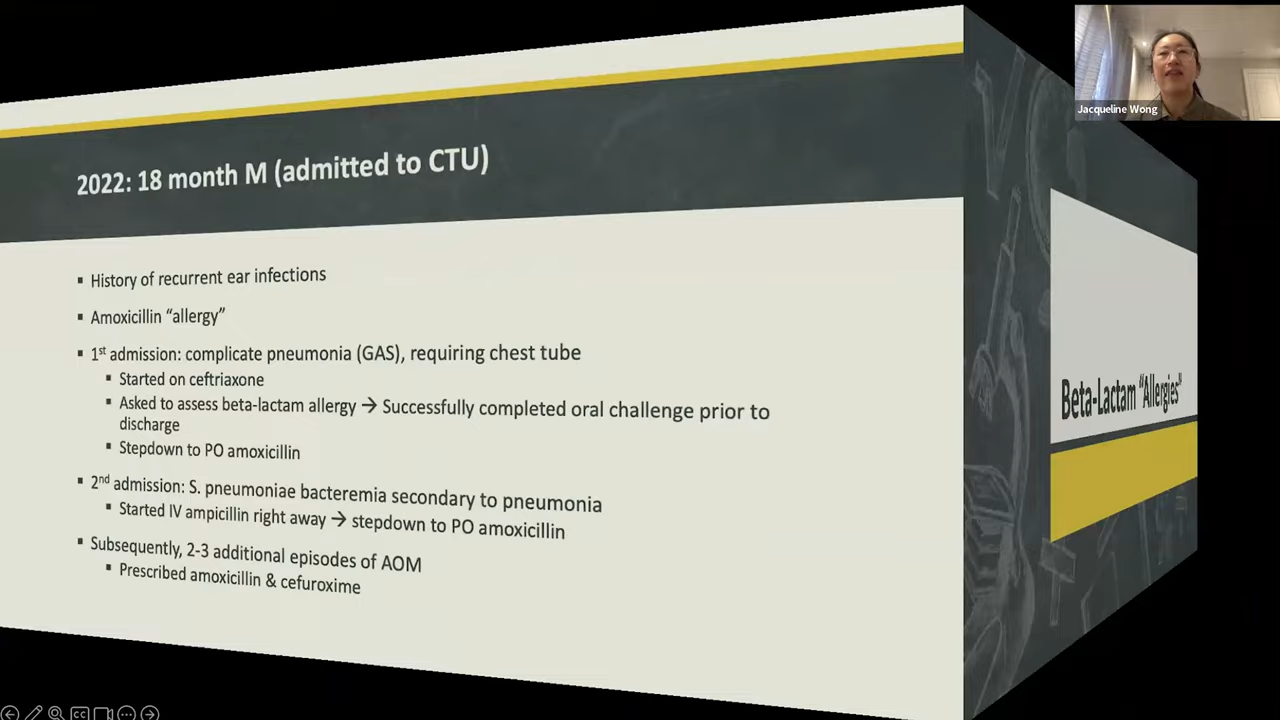 Jacqueline Wong
2022: 18 month M (admitted to CTU)
▪ History of recurrent ear infections
▪ Amoxicillin “allergy”
▪ 1st admission: complicate pneumonia (GAS), requiring chest tube
▪ Started on ceftriaxone
▪ Asked to assess beta-lactam allergy → Successfully completed oral challenge prior to
discharge
▪ Stepdown to PO amoxicillin
▪ 2nd admission: S. pneumoniae bacteremia secondary to pneumonia
▪ Started IV ampicillin right away → stepdown to PO amoxicillin
▪ Subsequently, 2-3 additional episodes of AOM
▪ Prescribed amoxicillin & cefuroxime
Beta-Lactam “Allergies”
CC